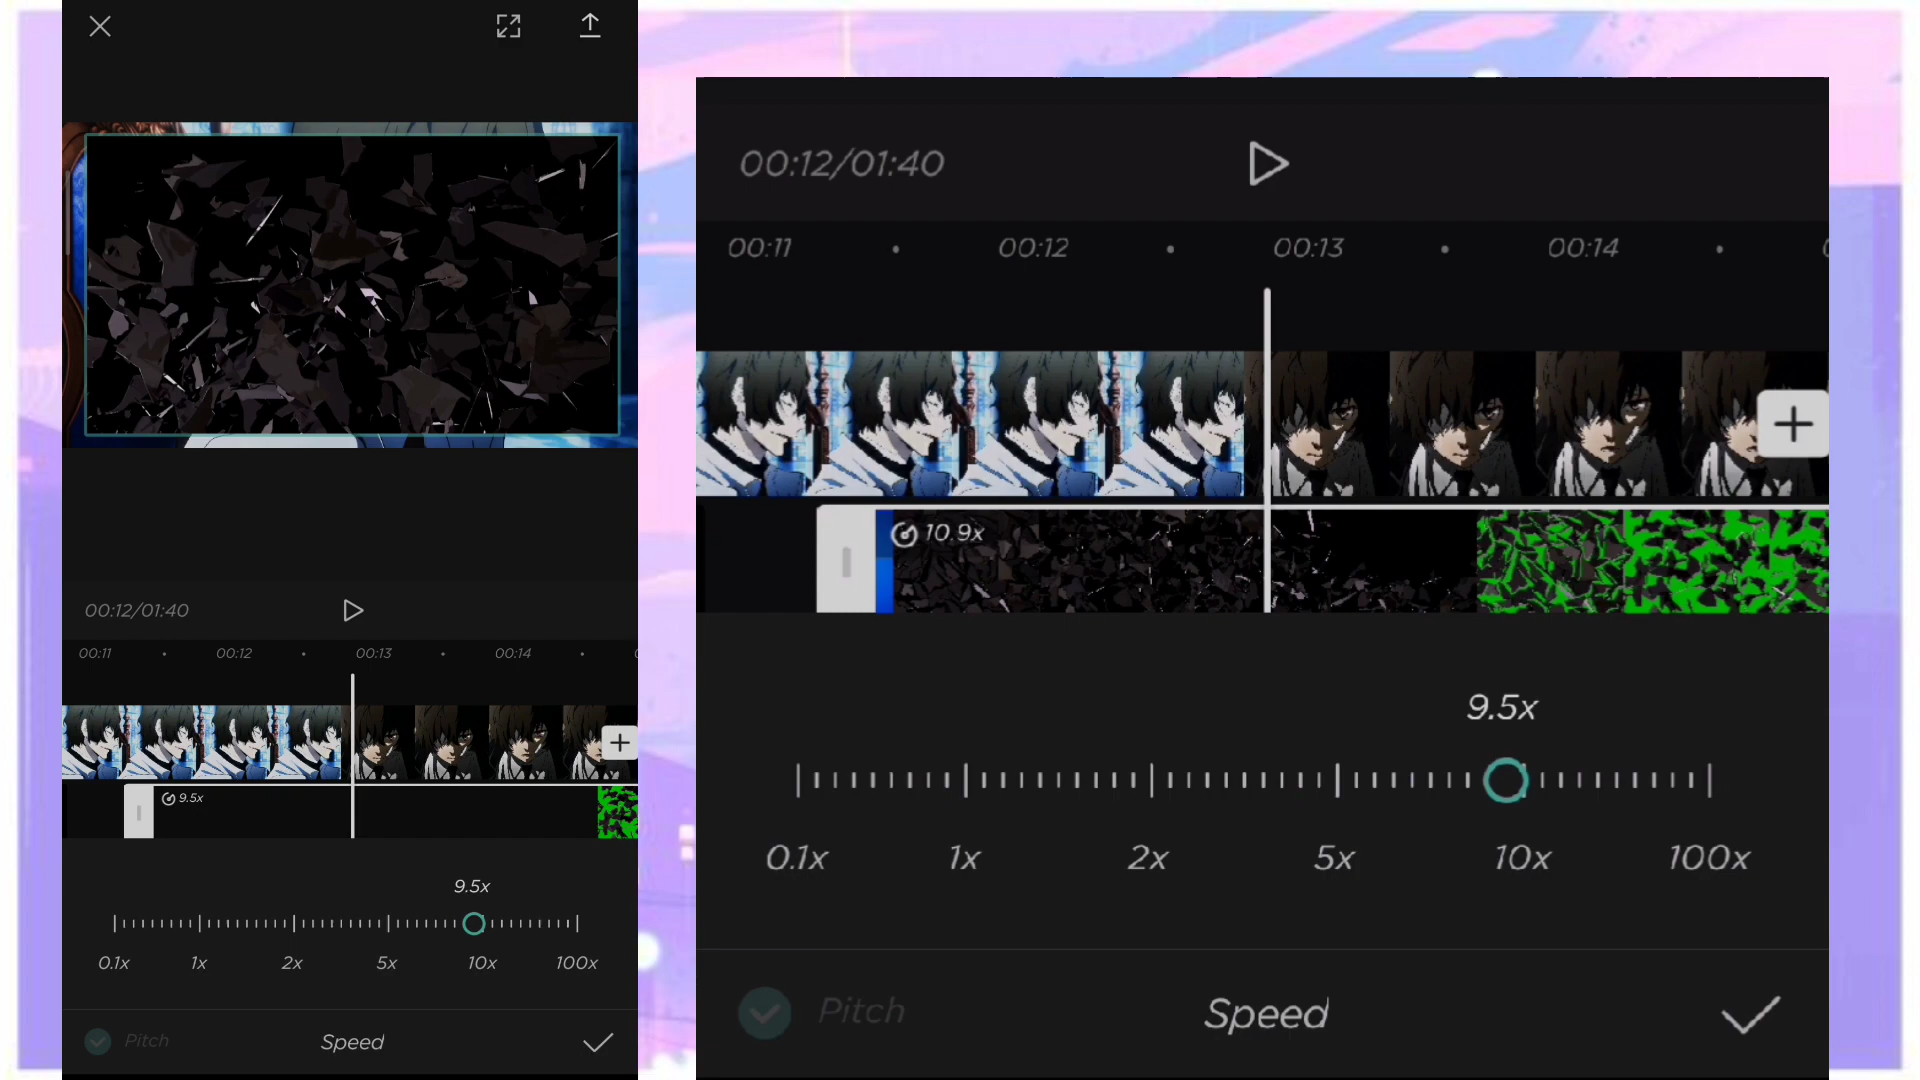 00:12/01:40
00:11 00:12 00:13 00:14
9.5x
9.5x
0.1x 1x 2x 5x 10x 100x
Pitch Speed
00:12/01:40
00:11 00:12 00:13 00:14
10.9x
9.5x
0.1x 1x 2x 5x 10x 100x
Pitch Speed